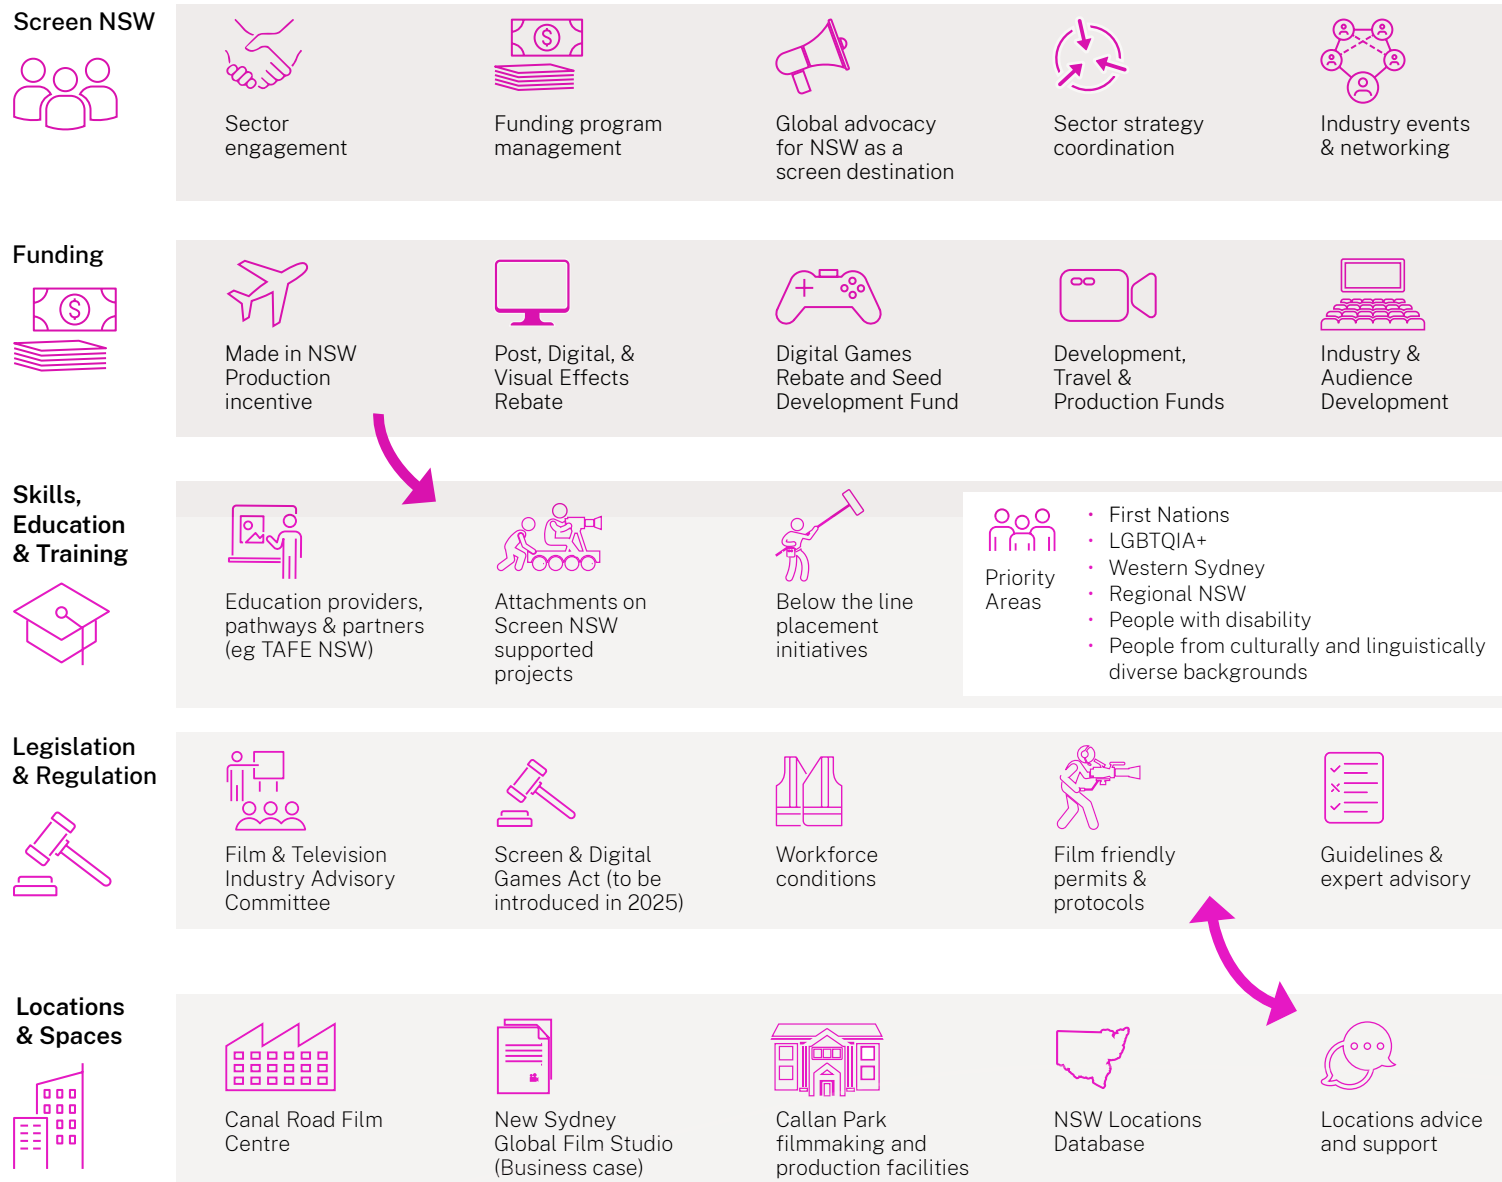 Screen NSW
Sector
engagement
Funding program
management
Global advocacy
for NSW as a
screen destination
Sector strategy
coordination
Industry events
& networking
Funding
Made in NSW
Production
incentive
Post, Digital, &
Visual Effects
Rebate
Digital Games
Rebate and Seed
Development Fund
Development,
Travel &
Production Funds
Industry &
Audience
Development
Skills,
Education
& Training
Education providers,
pathways & partners
(eg TAFE NSW)
Attachments on
Screen NSW
supported
projects
Below the line
placement
initiatives
Priority
Areas
• First Nations
• LGBTQIA+
• Western Sydney
• Regional NSW
• People with disability
• People from culturally and linguistically
diverse backgrounds
Legislation
& Regulation
Film & Television
Industry Advisory
Committee
Screen & Digital
Games Act (to be
introduced in 2025)
Workforce
conditions
Film friendly
permits &
protocols
Guidelines &
expert advisory
Locations
& Spaces
Canal Road Film
Centre
New Sydney
Global Film Studio
(Business case)
Callan Park
filmmaking and
production facilities
NSW Locations
Database
Locations advice
and support